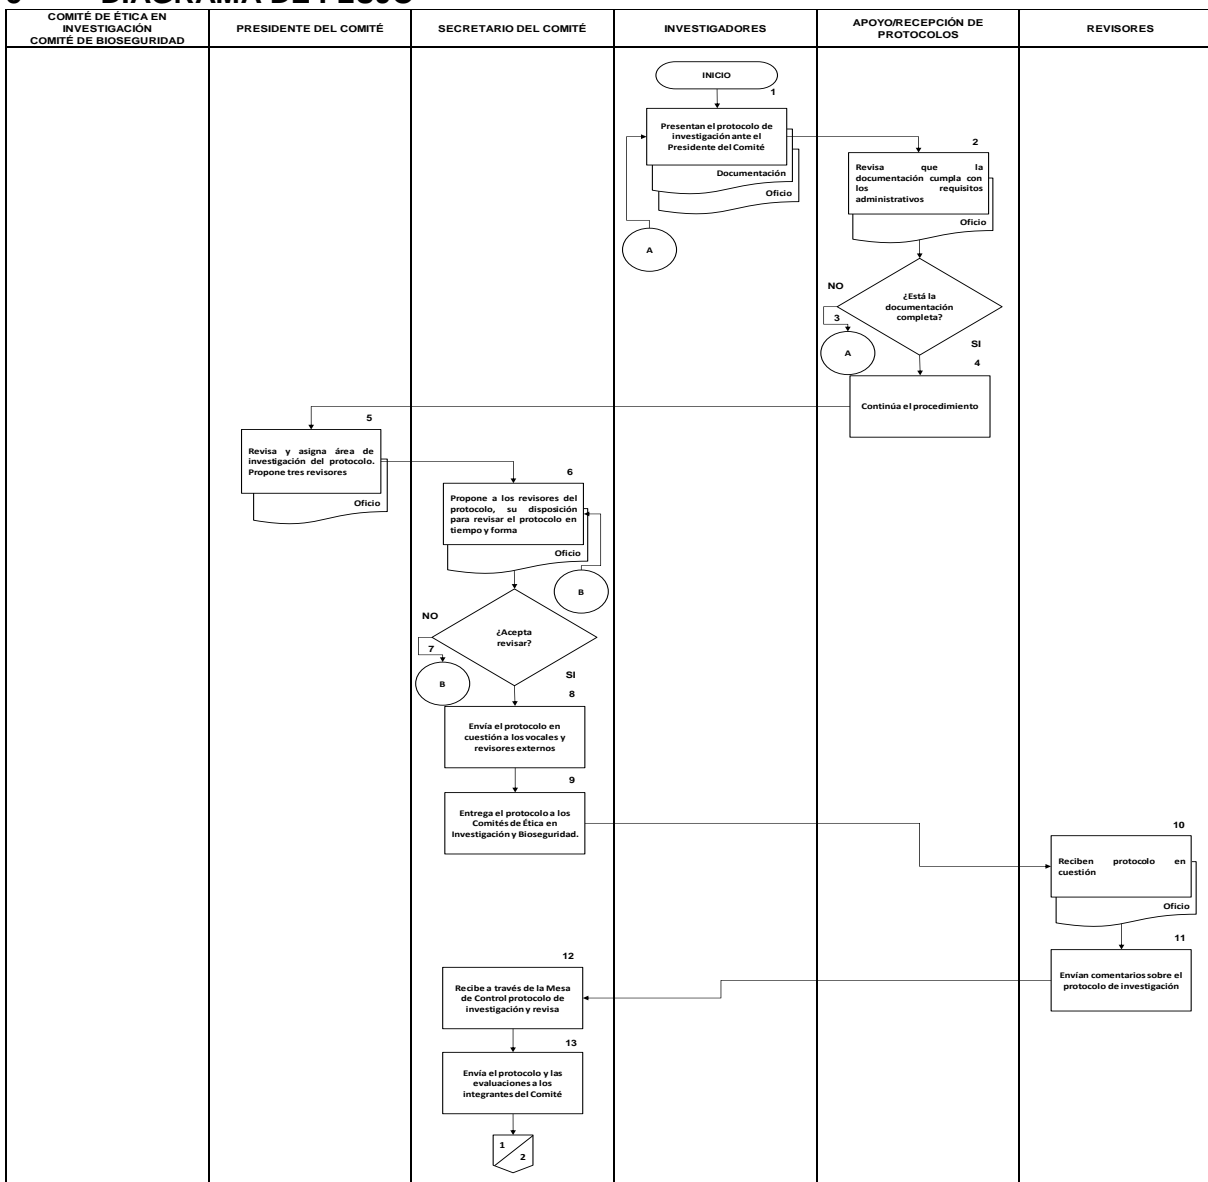 5 DIAGRAMA DE FLUJO
COMITÉ DE ÉTICA EN
INVESTIGACIÓN
COMITÉ DE BIOSEGURIDAD
PRESIDENTE DEL COMITÉ
SECRETARIO DEL COMITÉ
INVESTIGADORES
APOYO/RECEPCIÓN DE
PROTOCOLOS
REVISORES
INICIO
1
Presentan el protocolo de
investigación ante el
Presidente del Comité
Documentación
Oficio
A
2
Revisa que la
documentación cumpla con
los requisitos
administrativos
Oficio
¿Está la
documentación
completa?
NO
3
A
SI
4
Continúa el procedimiento
5
Revisa y asigna área de
investigación del protocolo.
Propone tres revisores
Oficio
6
Propone a los revisores del
protocolo, su disposición
para revisar el protocolo en
tiempo y forma
Oficio
B
¿Acepta
revisar?
NO
7
B
SI
8
Envía el protocolo en
cuestión a los vocales y
revisores externos
9
Entrega el protocolo a los
Comités de Ética en
Investigación y Bioseguridad.
10
Reciben protocolo en
cuestión
Oficio
11
Envían comentarios sobre el
protocolo de investigación
12
Recibe a través de la Mesa
de Control protocolo de
investigación y revisa
13
Envía el protocolo y las
evaluaciones a los
integrantes del Comité
1
2